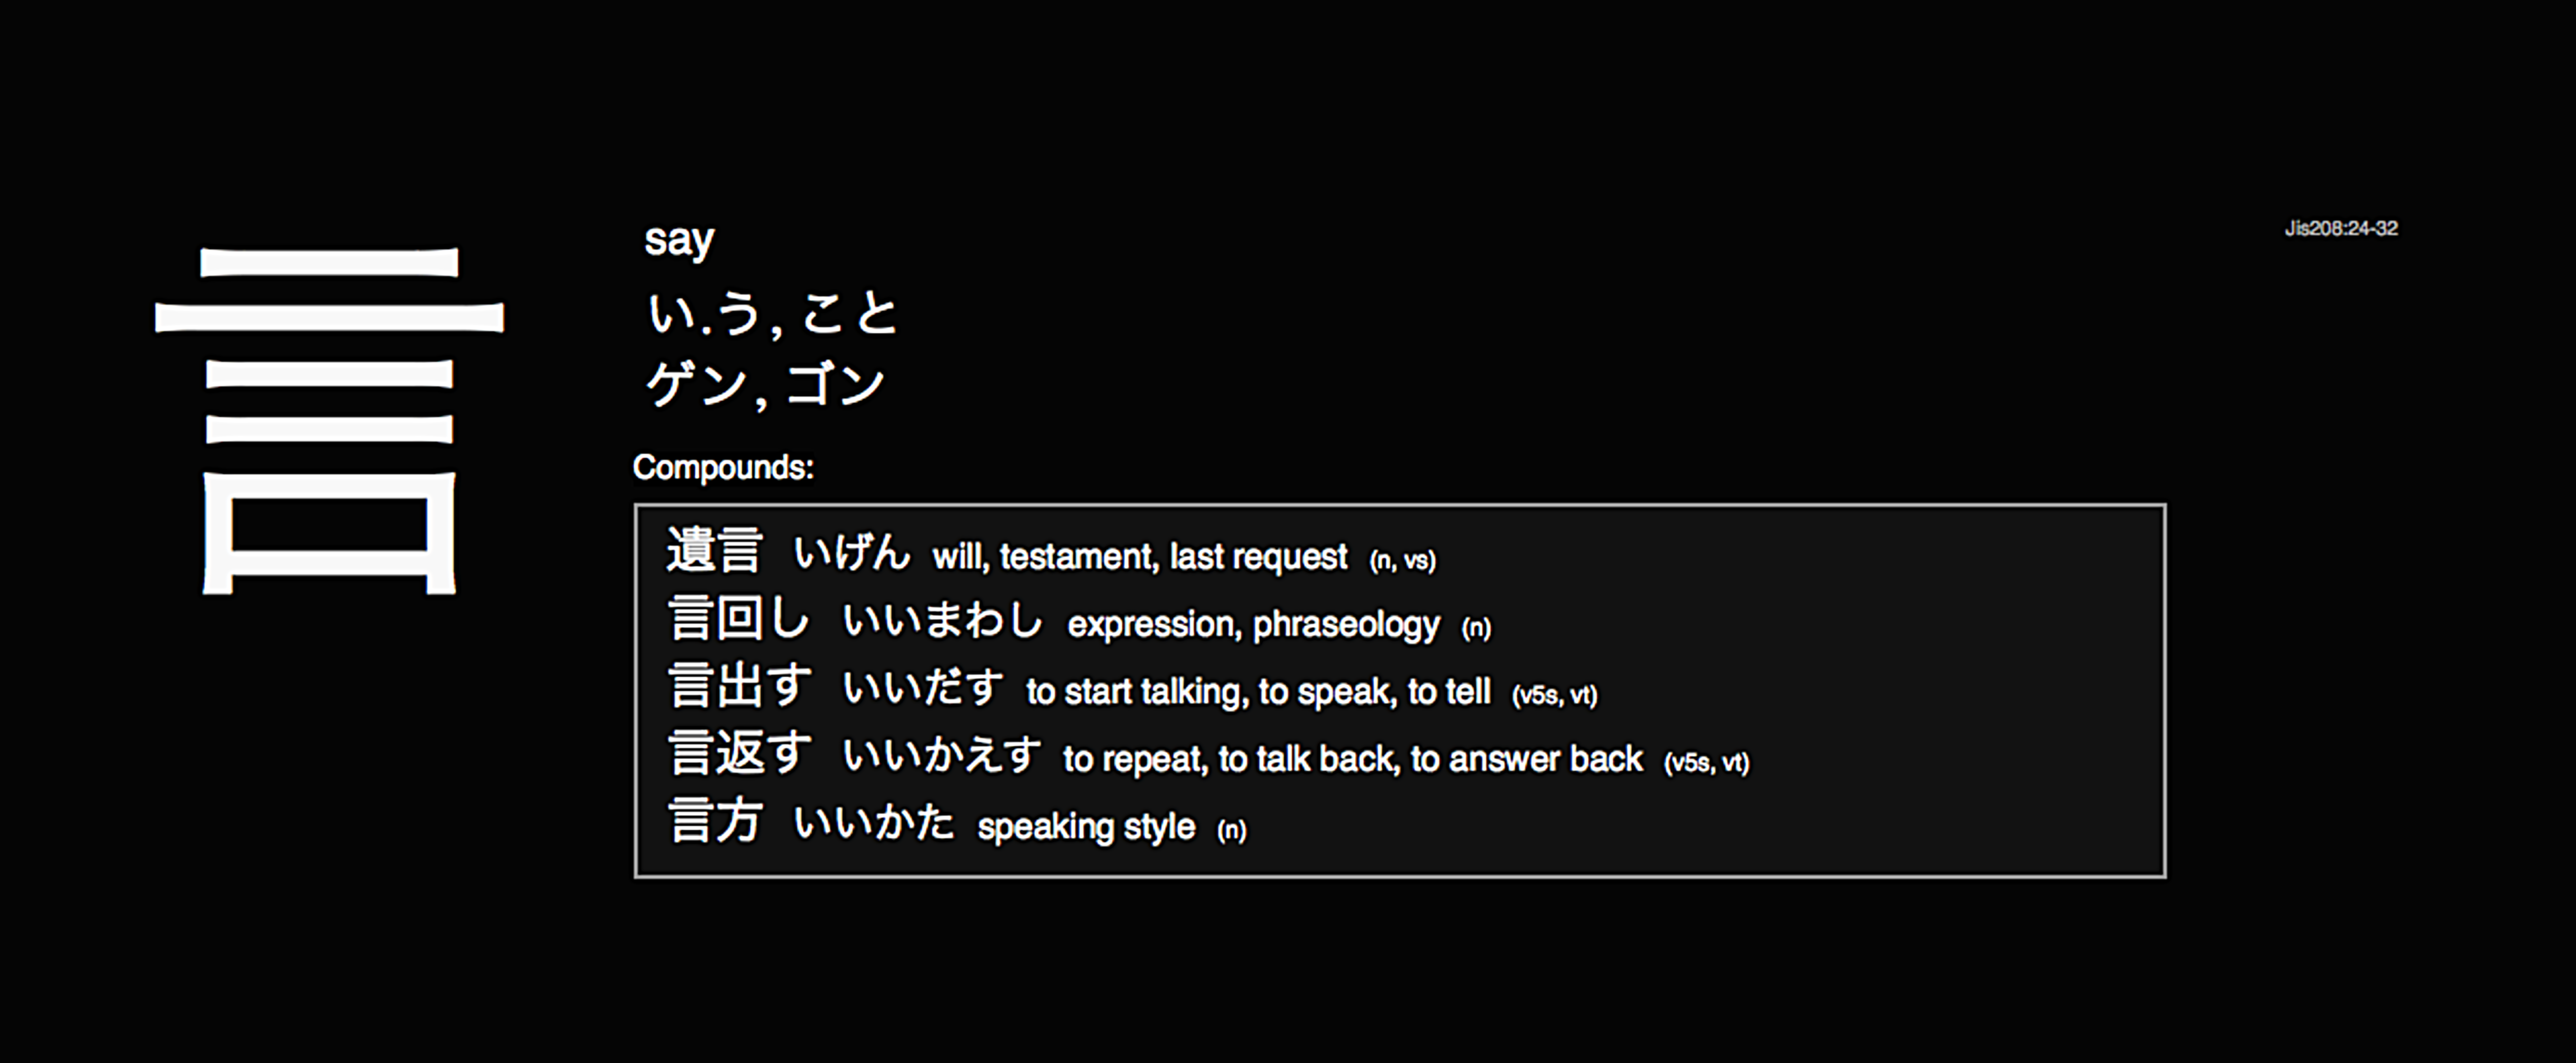 言
say
Jis208:24-32
い.う, こと
ゲン, ゴン
Compounds:
遺言 いげん will, testament, last request (n, vs)
言回し いいまわし expression, phraseology (n)
言出す いいだす to start talking, to speak, to tell (v5s, vt)
言返す いいかえす to repeat, to talk back, to answer back (v5s, vt)
言方 いいかた speaking style (n)